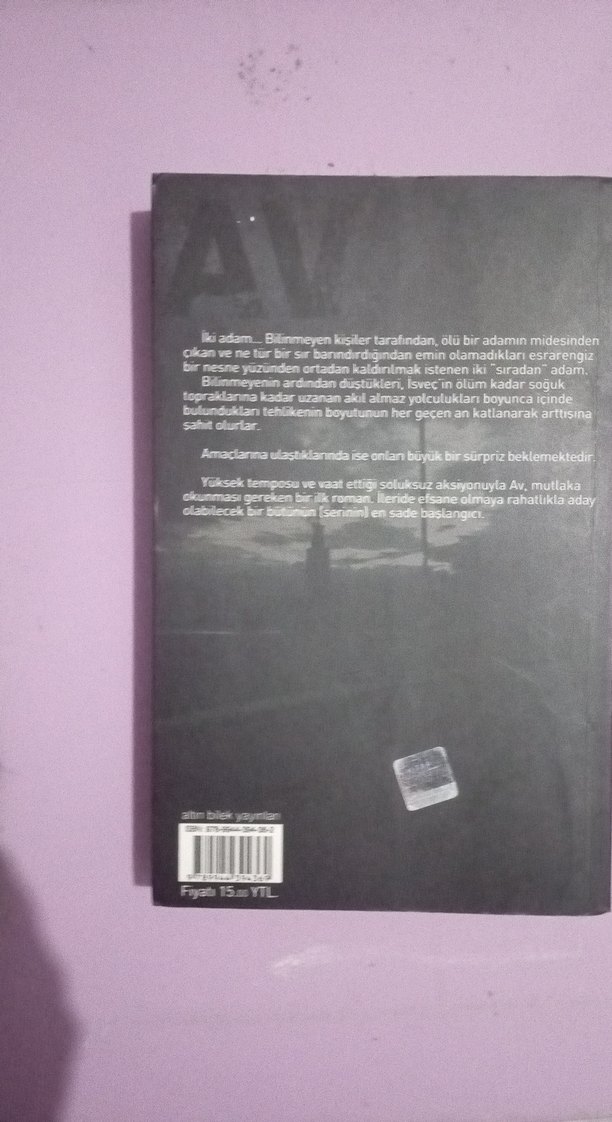 AV
İki adam... Bilinmeyen kişiler tarafından, ölü bir adamın midesinden
çıkan ve ne tür bir sır barındırdığından emin olamadıkları esrarengiz
bir nesne yüzünden ortadan kaldırılmak istenen iki "sıradan" adam.
Bilinmeyenin ardından düştükleri, İsveç'in ölüm kadar soğuk
topraklarına kadar uzanan akıl almaz yolculukları boyunca içinde
bulundukları tehlikenin boyutunun her geçen an katlanarak arttışına
şahit olurlar.
Amaçlarına ulaştıklarında ise onları büyük bir sürpriz beklemektedir.
Yüksek temposu ve vaat ettiği soluksuz aksiyonuyla Av, mutlaka
okunması gereken bir ilk roman. İleride efsane olmaya rahatlıkla aday
olabilecek bir bütünün (serinin) en sade başlangıcı.
altın bilek yayınları
Fiyatı 15.00 YTL.